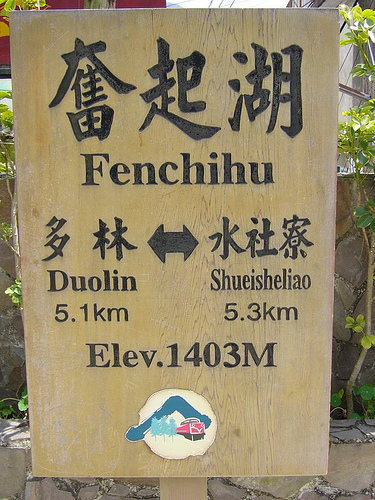 奮起湖
Fenchihu
多林 ↔ 水社寮
Duolin Shueisheliao
5.1km 5.3km
Elev.1403M